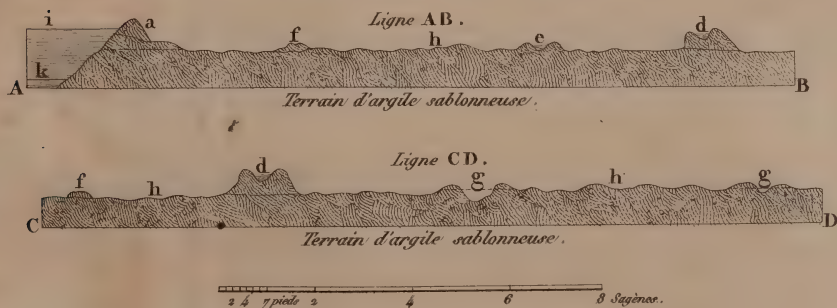 i a Ligne AB. f h e d
k
A B
Terrain d'argile sablonneuse.
d Ligne CD.
f h g h g
C D
Terrain d'argile sablonneuse.
2 4 7 pieds 2 4 6 8 Sagènes.